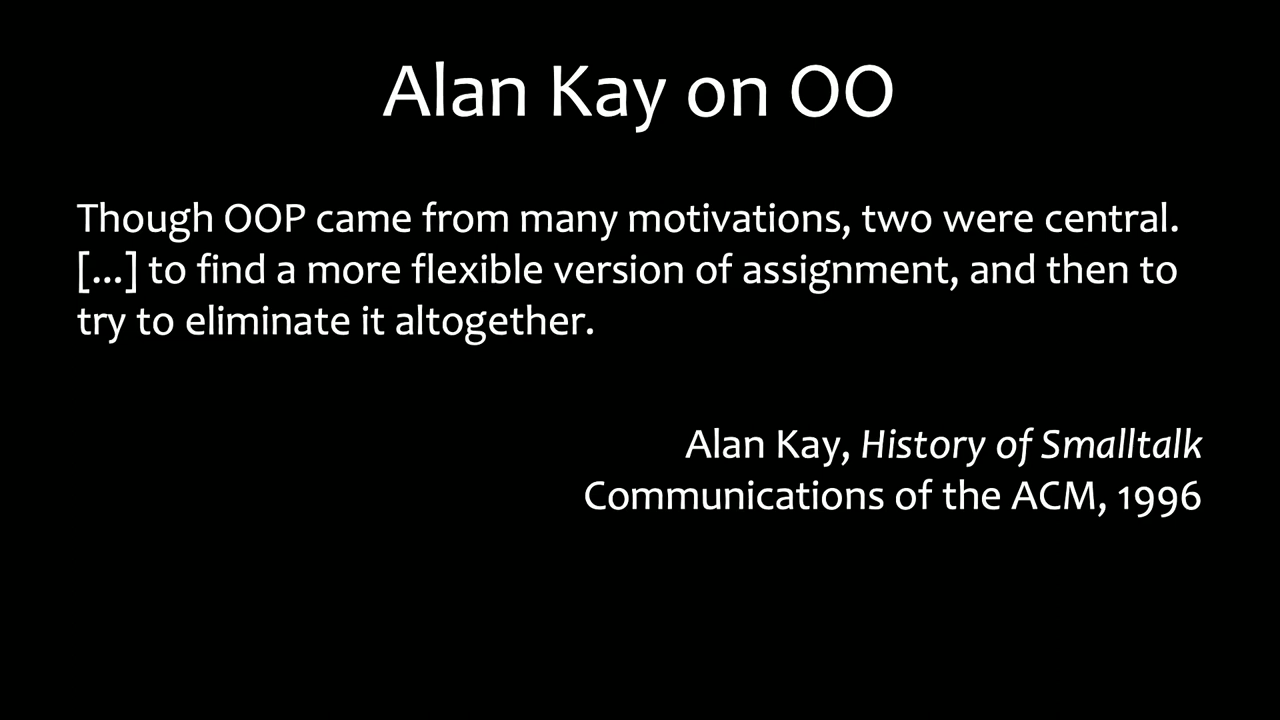 Alan Kay on OO
Though OOP came from many motivations, two were central.
[...] to find a more flexible version of assignment, and then to
try to eliminate it altogether.
Alan Kay, History of Smalltalk
Communications of the ACM, 1996